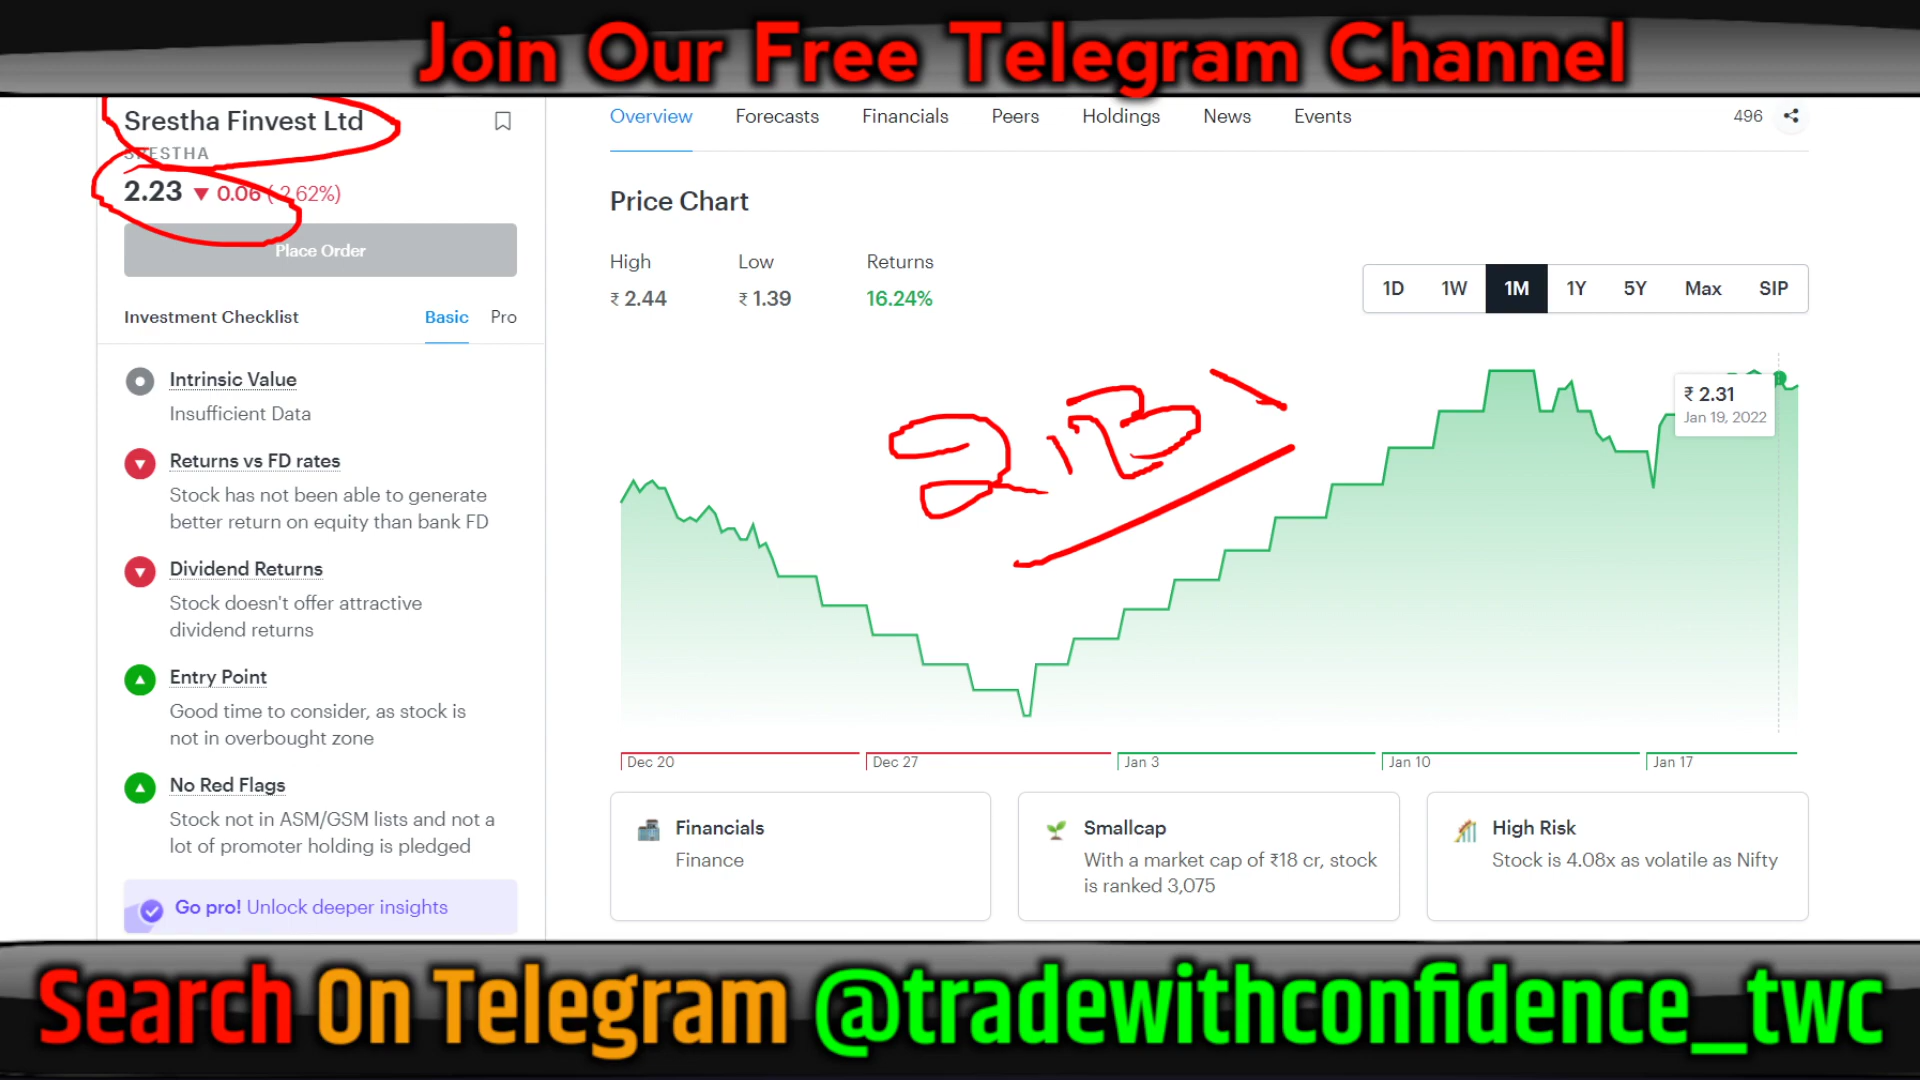 Join Our Free Telegram Channel
Srestha Finvest Ltd
SRESTHA
2.23 ▼ 0.06 (-2.62%)
Place Order
Investment Checklist Basic Pro
Intrinsic Value
Insufficient Data
Returns vs FD rates
Stock has not been able to generate
better return on equity than bank FD
Dividend Returns
Stock doesn't offer attractive
dividend returns
Entry Point
Good time to consider, as stock is
not in overbought zone
No Red Flags
Stock not in ASM/GSM lists and not a
lot of promoter holding is pledged
Go pro! Unlock deeper insights
Overview Forecasts Financials Peers Holdings News Events 496
Price Chart
High Low Returns
₹ 2.44 ₹ 1.39 16.24%
1D 1W 1M 1Y 5Y Max SIP
₹ 2.31
Jan 19, 2022
Dec 20 Dec 27 Jan 3 Jan 10 Jan 17
Financials
Finance
Smallcap
With a market cap of ₹18 cr, stock
is ranked 3,075
High Risk
Stock is 4.08x as volatile as Nifty
Search On Telegram @tradewithconfidence_twc